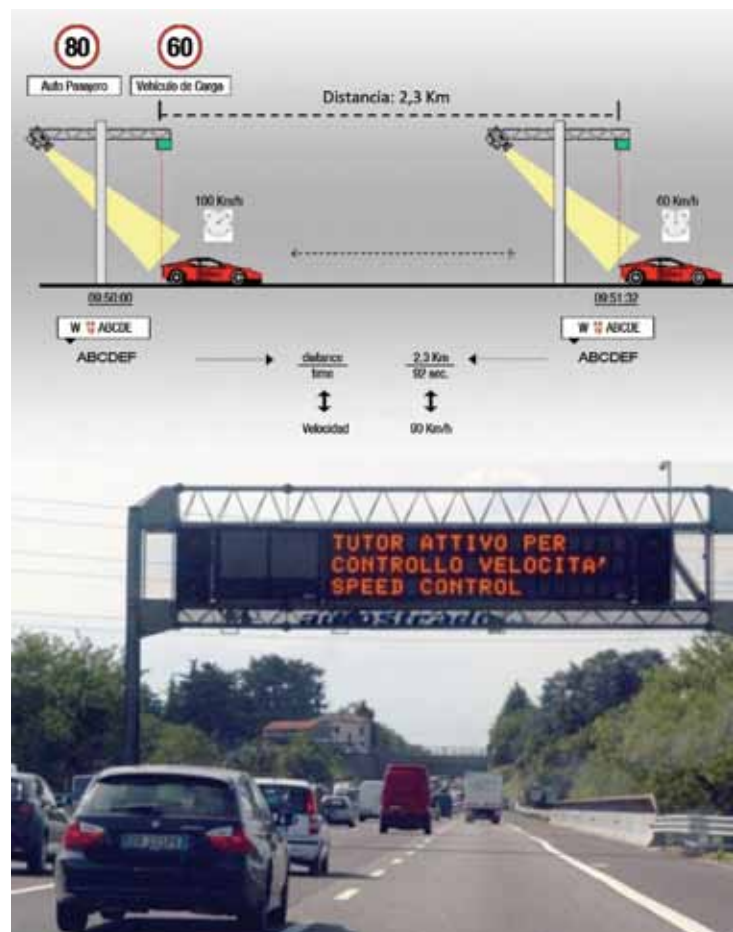 80
60
Auto Pasajero
Vehículo de Carga
Distancia: 2,3 Km
100 Km/h
60 Km/h
09:50:00
09:51:32
W ABCDE
W ABCDE
ABCDEF
ABCDEF
distance
time
2,3 Km
92 sec.
Velocidad
90 Km/h
TUTOR ATTIVO PER
CONTROLLO VELOCITA'
SPEED CONTROL
autostrade